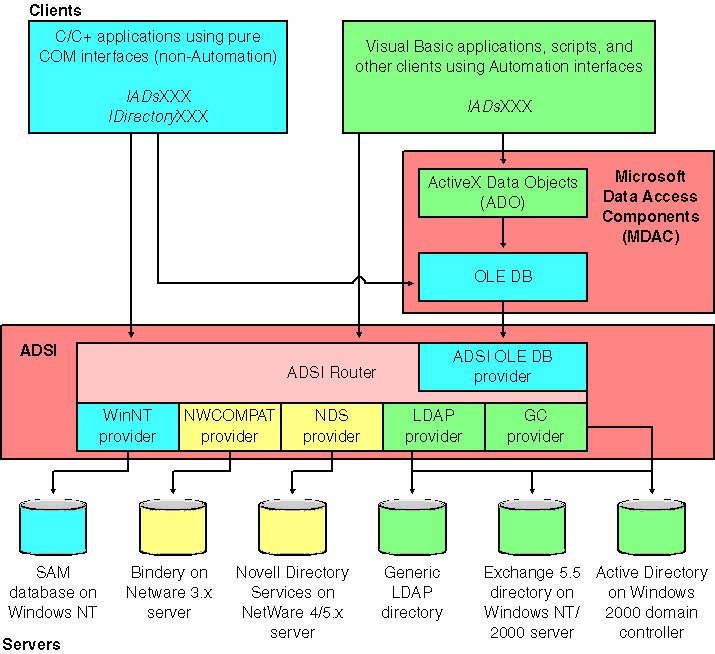 Clients
C/C+ applications using pure
COM interfaces (non-Automation)
IADsXXX
IDirectoryXXX
Visual Basic applications, scripts, and
other clients using Automation interfaces
IADsXXX
ActiveX Data Objects
(ADO)
Microsoft
Data Access
Components
(MDAC)
OLE DB
ADSI
ADSI Router
ADSI OLE DB
provider
WinNT
provider
NWCOMPAT
provider
NDS
provider
LDAP
provider
GC
provider
SAM
database on
Windows NT
Bindery on
Netware 3.x
server
Novell Directory
Services on
NetWare 4/5.x
server
Generic
LDAP
directory
Exchange 5.5
directory on
Windows NT/
2000 server
Active Directory
on Windows
2000 domain
controller
Servers